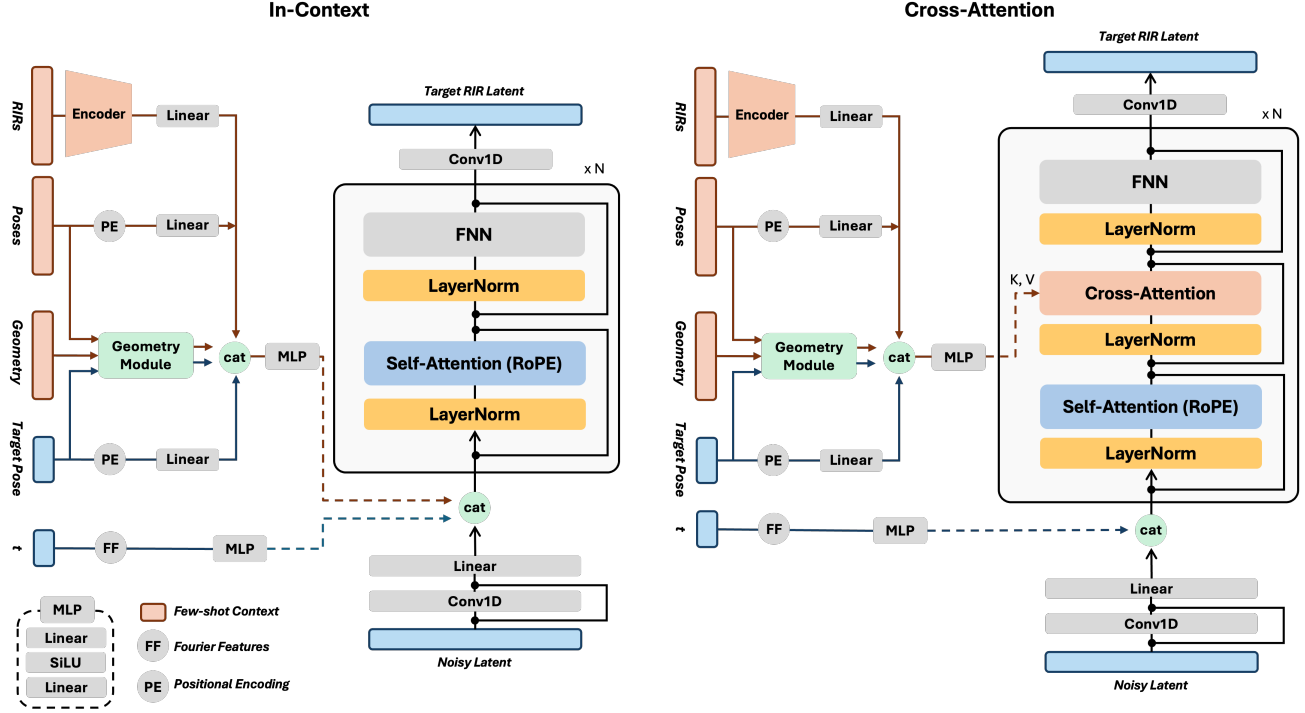 In-Context
RIRs
Encoder
Linear
Poses
PE
Linear
Geometry
Geometry
Module
cat
MLP
Target Pose
PE
Linear
t
FF
MLP
MLP
Linear
SiLU
Linear
Few-shot Context
FF
Fourier Features
PE
Positional Encoding
Target RIR Latent
Conv1D
x N
FNN
LayerNorm
Self-Attention (RoPE)
LayerNorm
cat
Linear
Conv1D
Noisy Latent
Cross-Attention
RIRs
Encoder
Linear
Poses
PE
Linear
Geometry
Geometry
Module
cat
MLP
Target Pose
PE
Linear
t
FF
MLP
K, V
Target RIR Latent
Conv1D
x N
FNN
LayerNorm
Cross-Attention
LayerNorm
Self-Attention (RoPE)
LayerNorm
cat
Linear
Conv1D
Noisy Latent